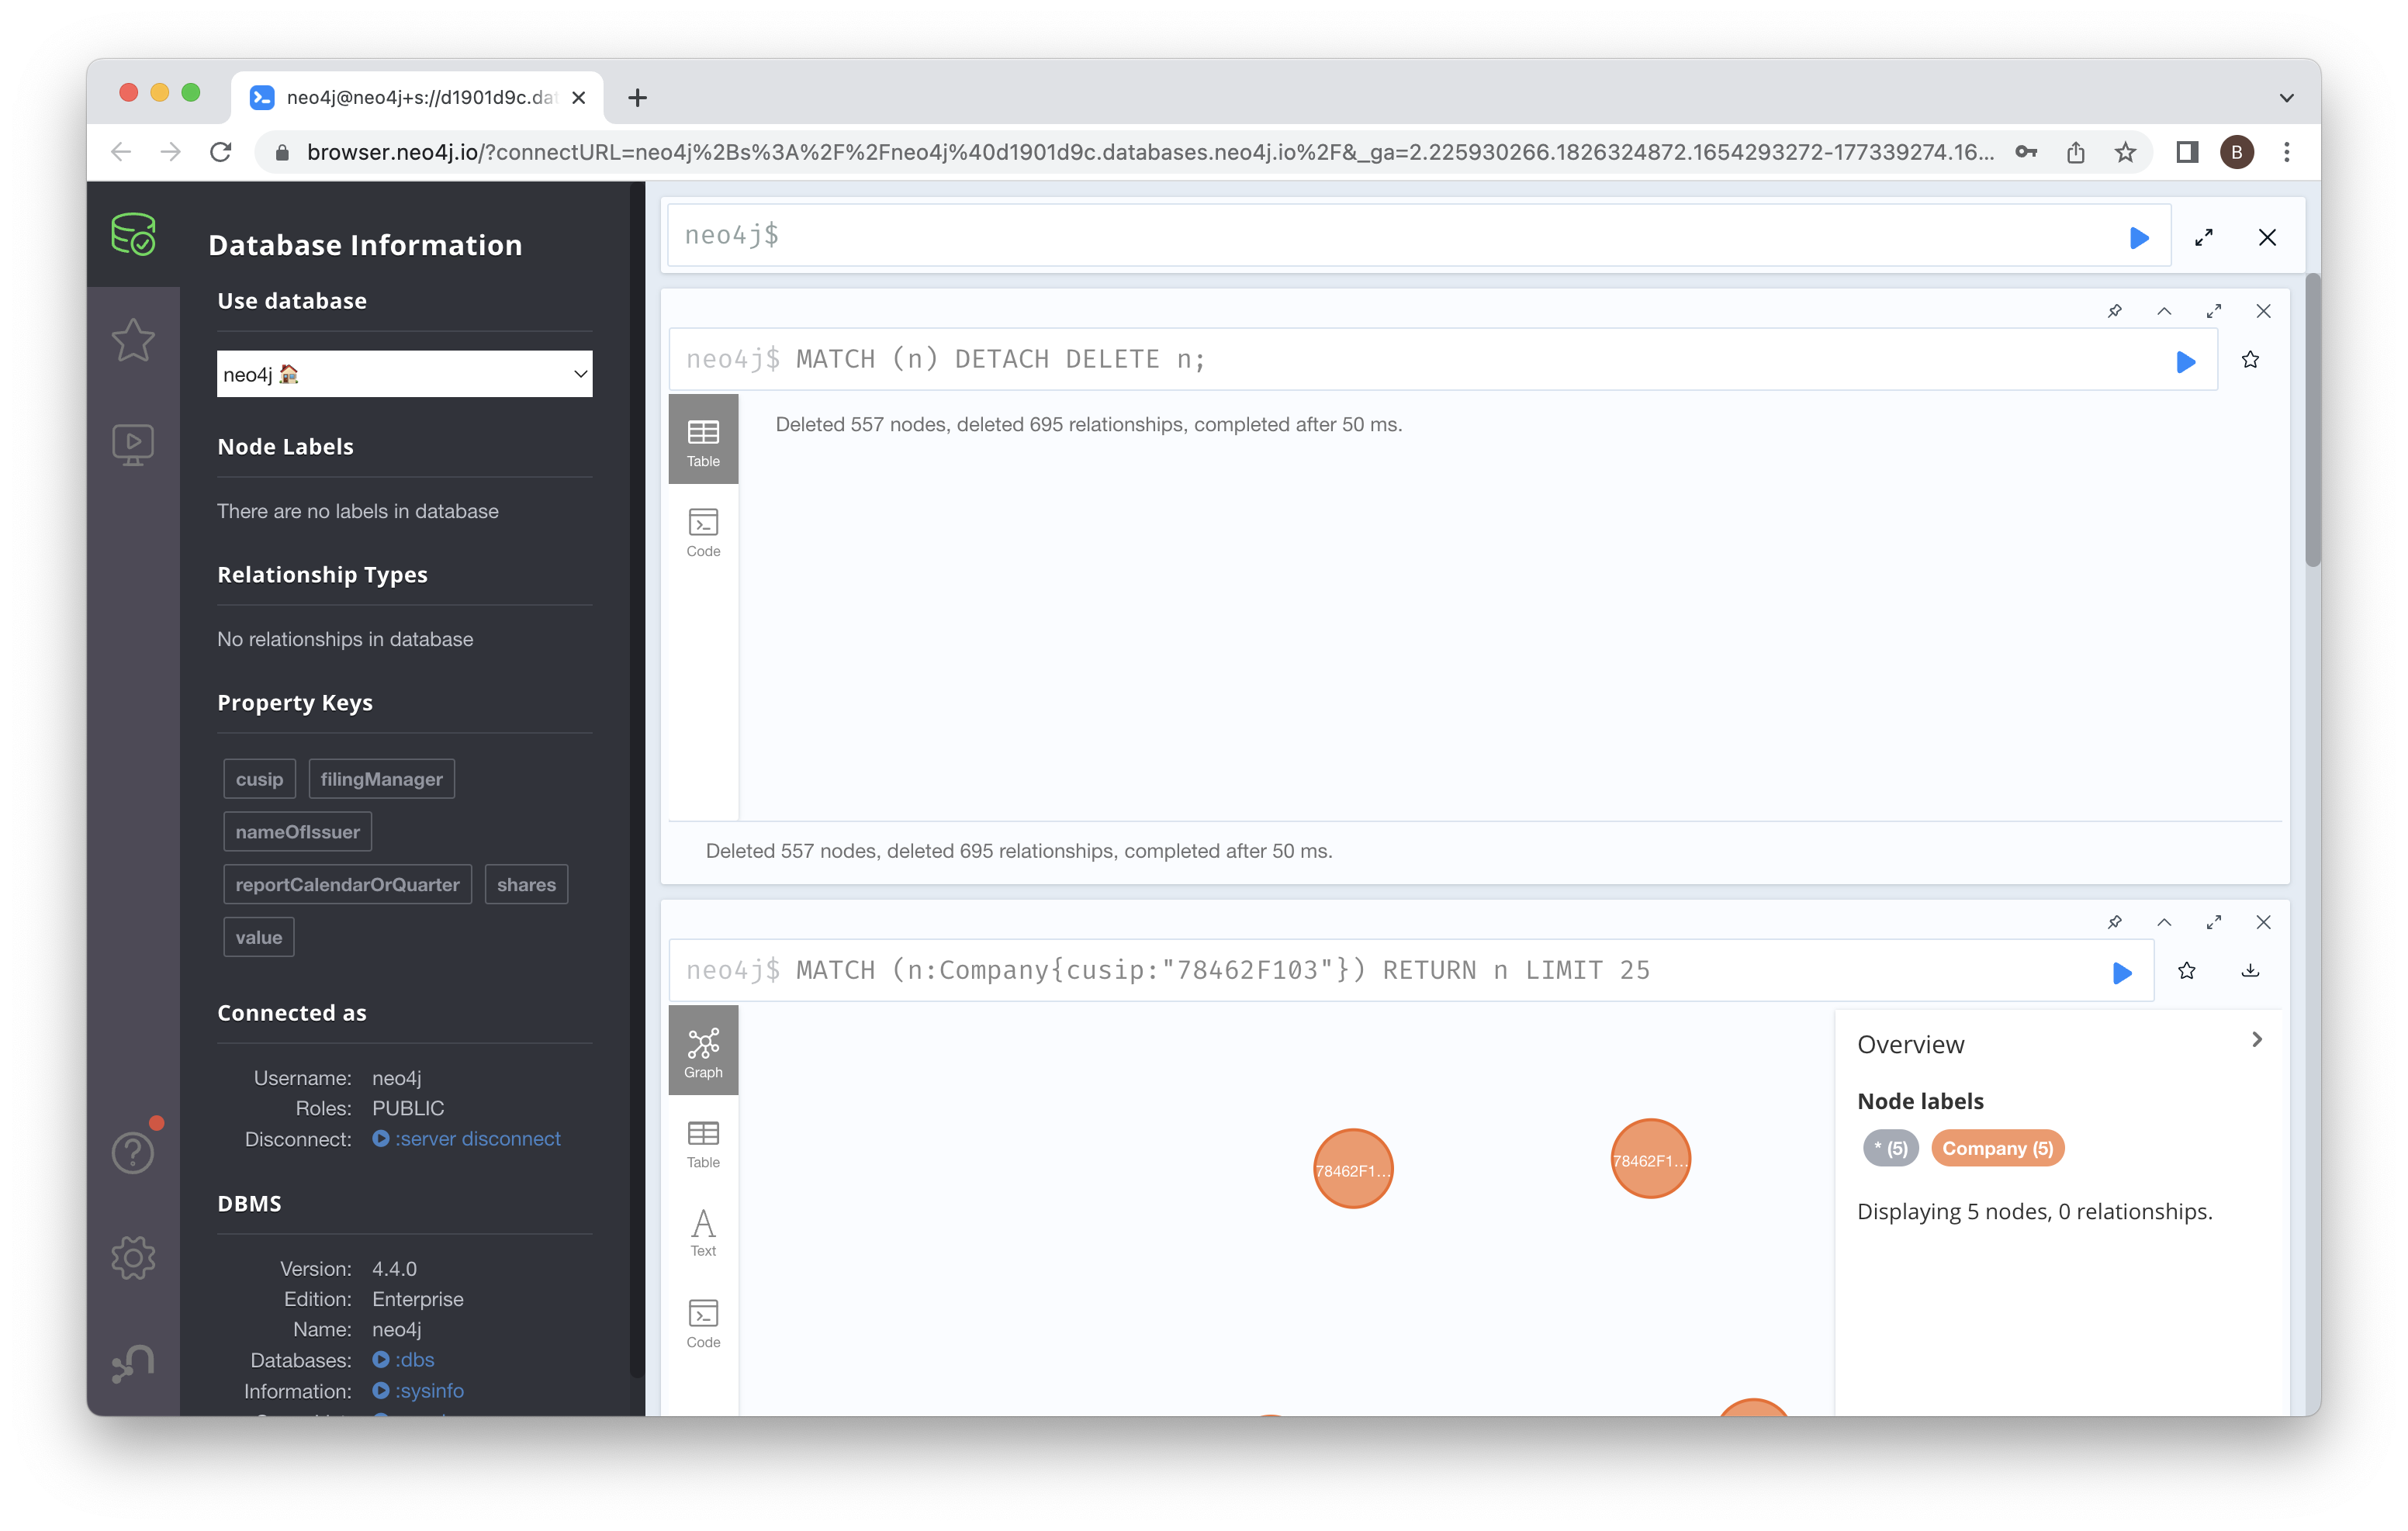 neo4j@neo4j+s://d1901d9c.dat
browser.neo4j.io/?connectURL=neo4j%2Bs%3A%2F%2Fneo4j%40d1901d9c.databases.neo4j.io%2F&_ga=2.225930266.1826324872.1654293272-177339274.16...
B
Database Information
Use database
neo4j
Node Labels
There are no labels in database
Relationship Types
No relationships in database
Property Keys
cusip filingManager
nameOfIssuer
reportCalendarOrQuarter shares
value
Connected as
Username: neo4j
Roles: PUBLIC
Disconnect: :server disconnect
DBMS
Version: 4.4.0
Edition: Enterprise
Name: neo4j
Databases: :dbs
Information: :sysinfo
neo4j$
neo4j$ MATCH (n) DETACH DELETE n;
Table
Code
Deleted 557 nodes, deleted 695 relationships, completed after 50 ms.
Deleted 557 nodes, deleted 695 relationships, completed after 50 ms.
neo4j$ MATCH (n:Company{cusip:"78462F103"}) RETURN n LIMIT 25
Graph
Table
Text
Code
78462F1...
78462F1...
Overview
Node labels
* (5) Company (5)
Displaying 5 nodes, 0 relationships.